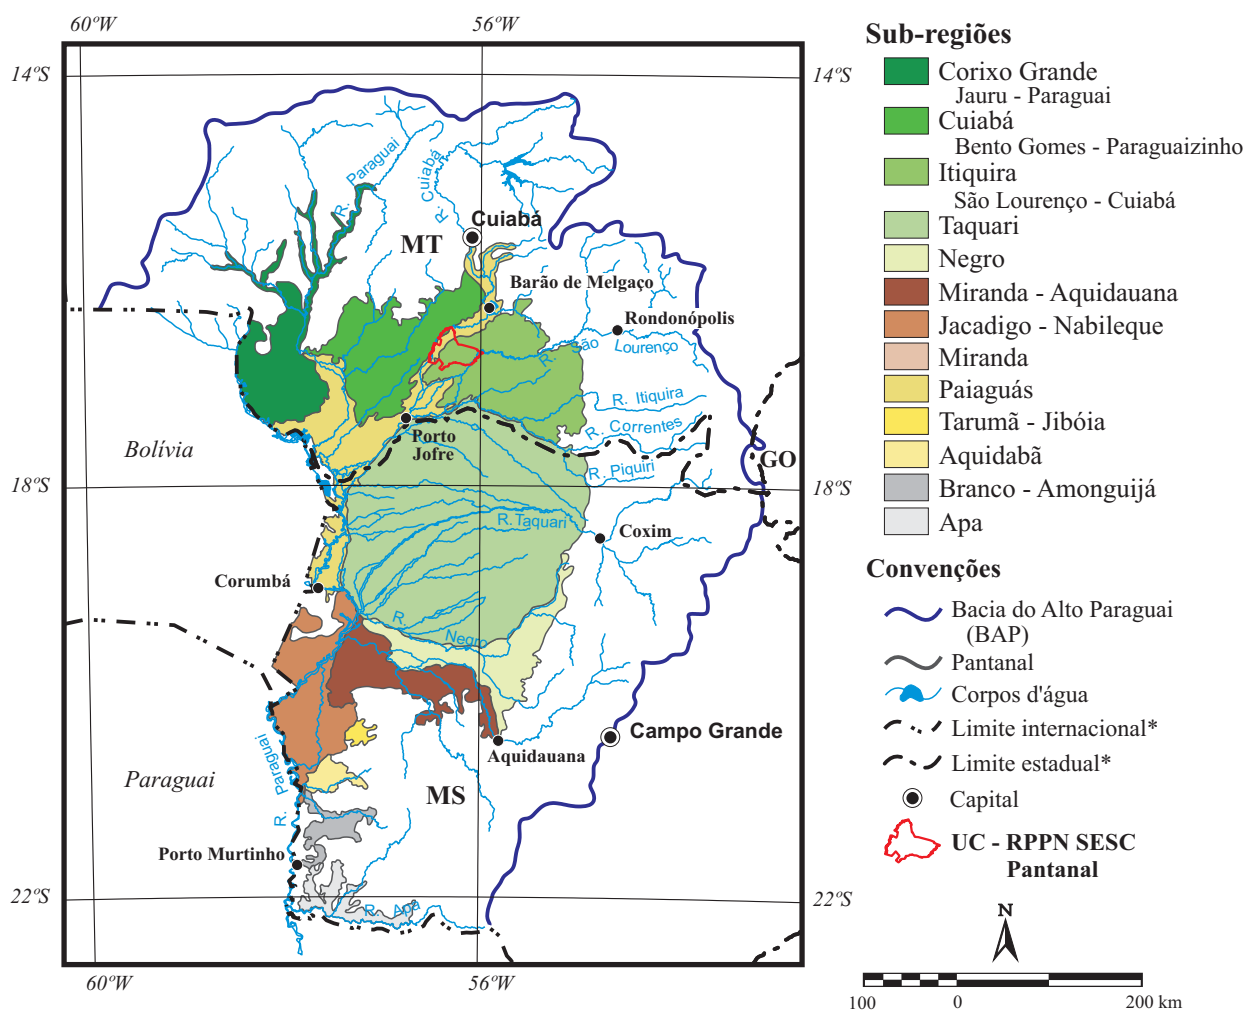 60ºW
56ºW
14ºS
14ºS
R. Paraguai
R. Cuiabá
Cuiabá
MT
Barão de Melgaço
Rondonópolis
R. São Lourenço
R. Itiquira
R. Correntes
Porto
Jofre
R. Piquiri
GO
Bolívia
18ºS
18ºS
R. Taquari
Coxim
Corumbá
R. Negro
Campo Grande
Aquidauana
R. Paraguai
Paraguai
MS
Porto Murtinho
R. Apa
22ºS
22ºS
60ºW
56ºW
Sub-regiões
Corixo Grande
Jauru - Paraguai
Cuiabá
Bento Gomes - Paraguaizinho
Itiquira
São Lourenço - Cuiabá
Taquari
Negro
Miranda - Aquidauana
Jacadigo - Nabileque
Miranda
Paiaguás
Tarumã - Jibóia
Aquidabã
Branco - Amonguijá
Apa
Convenções
Bacia do Alto Paraguai
(BAP)
Pantanal
Corpos d'água
Limite internacional*
Limite estadual*
Capital
UC - RPPN SESC
Pantanal
N
100 0 200 km